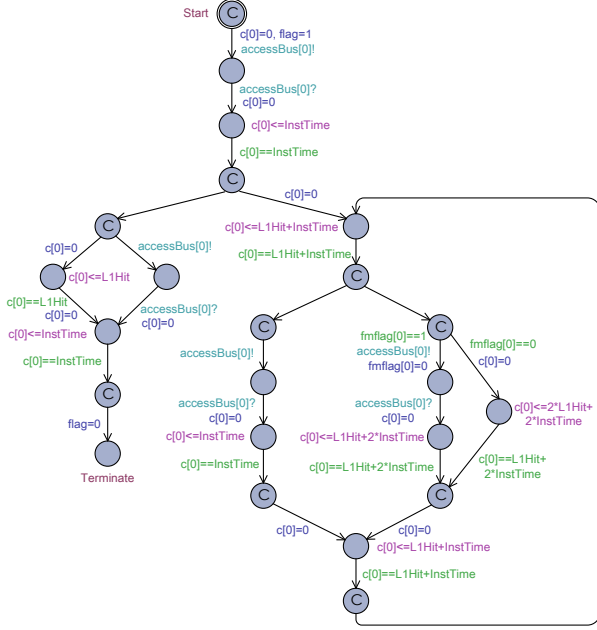 Start
C
c[0]=0, flag=1
accessBus[0]!
accessBus[0]?
c[0]=0
c[0]<=InstTime
c[0]==InstTime
C
c[0]=0
C
c[0]<=L1Hit+InstTime
c[0]=0
accessBus[0]!
c[0]==L1Hit+InstTime
c[0]<=L1Hit
C
c[0]==L1Hit
accessBus[0]?
c[0]=0
c[0]=0
c[0]<=InstTime
C
C
fmflag[0]==1
fmflag[0]==0
c[0]==InstTime
accessBus[0]!
accessBus[0]!
c[0]=0
fmflag[0]=0
C
accessBus[0]?
accessBus[0]?
c[0]<=2*L1Hit+
2*InstTime
flag=0
c[0]=0
c[0]=0
c[0]<=InstTime
c[0]<=L1Hit+2*InstTime
Terminate
c[0]==InstTime
c[0]==L1Hit+2*InstTime
c[0]==L1Hit+
2*InstTime
C
C
c[0]=0
c[0]=0
c[0]<=L1Hit+InstTime
c[0]==L1Hit+InstTime
C